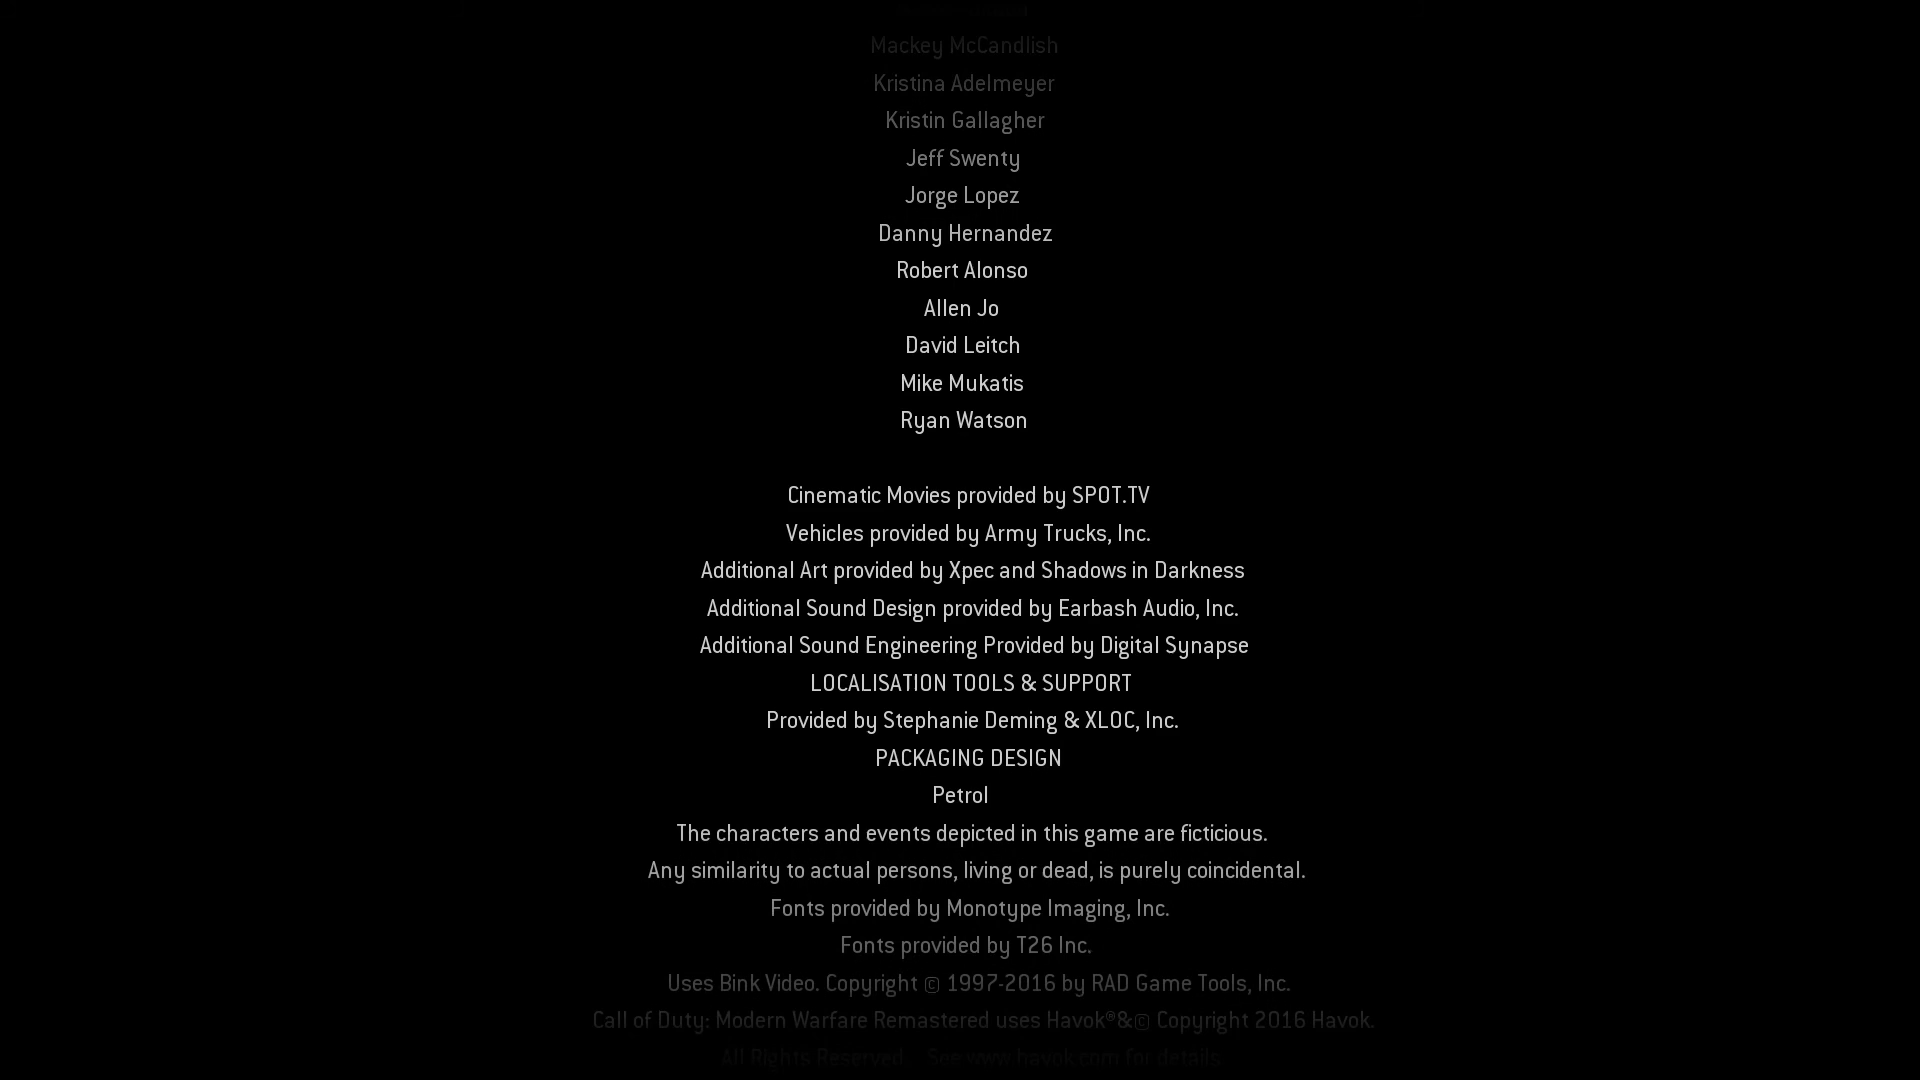 Mackey McCandlish
Kristina Adelmeyer
Kristin Gallagher
Jeff Swenty
Jorge Lopez
Danny Hernandez
Robert Alonso
Allen Jo
David Leitch
Mike Mukatis
Ryan Watson
Cinematic Movies provided by SPOT.TV
Vehicles provided by Army Trucks, Inc.
Additional Art provided by Xpec and Shadows in Darkness
Additional Sound Design provided by Earbash Audio, Inc.
Additional Sound Engineering Provided by Digital Synapse
LOCALISATION TOOLS & SUPPORT
Provided by Stephanie Deming & XLOC, Inc.
PACKAGING DESIGN
Petrol
The characters and events depicted in this game are ficticious.
Any similarity to actual persons, living or dead, is purely coincidental.
Fonts provided by Monotype Imaging, Inc.
Fonts provided by T26 Inc.
Uses Bink Video. Copyright © 1997-2016 by RAD Game Tools, Inc.
Call of Duty: Modern Warfare Remastered uses Havok®&© Copyright 2016 Havok.
All Rights Reserved. See www.havok.com for details